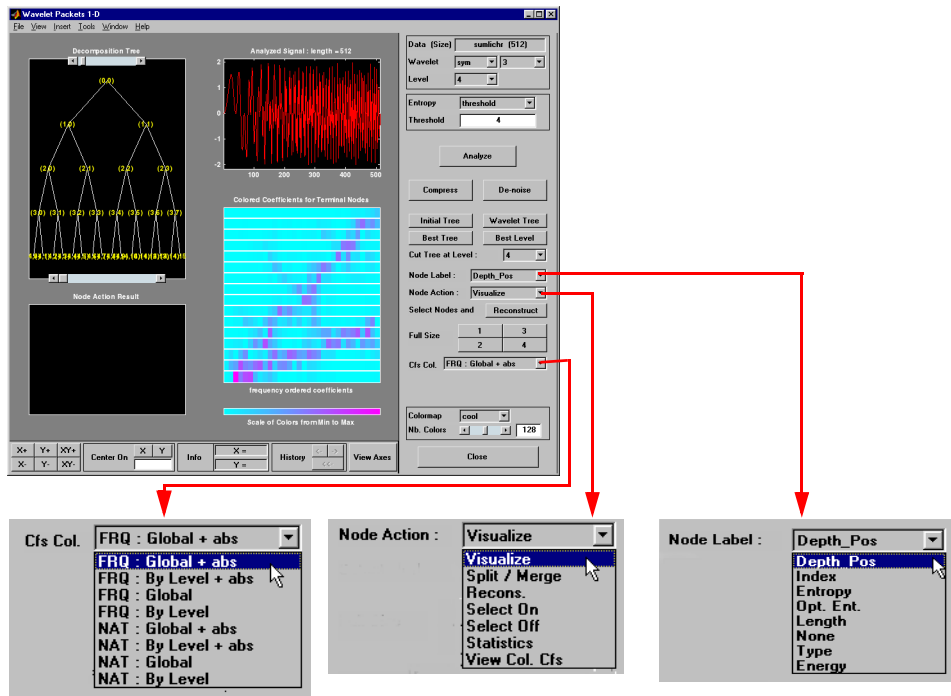 Wavelet Packets 1-D
File View Insert Tools Window Help
Decomposition Tree
(0,0)
(1,0) (1,1)
(2,0) (2,1) (2,2) (2,3)
(3,0) (3,1) (3,2) (3,3) (3,4) (3,5) (3,6) (3,7)
Node Action Result
Analyzed Signal : length = 512
2
1
0
-1
-2
100 200 300 400 500
Colored Coefficients for Terminal Nodes
frequency ordered coefficients
Scale of Colors from Min to Max
Data (Size) sumlichr (512)
Wavelet sym 3
Level 4
Entropy threshold
Threshold 4
Analyze
Compress De-noise
Initial Tree Wavelet Tree
Best Tree Best Level
Cut Tree at Level : 4
Node Label : Depth_Pos
Node Action : Visualize
Select Nodes and Reconstruct
Full Size 1 3
2 4
Cfs Col. FRQ : Global + abs
Colormap cool
Nb. Colors 128
Close
X+ Y+ XY+
X- Y- XY-
Center On X Y
Info X =
Y =
History <- ->
<<-
View Axes
Cfs Col. FRQ : Global + abs
FRQ : Global + abs
FRQ : By Level + abs
FRQ : Global
FRQ : By Level
NAT : Global + abs
NAT : By Level + abs
NAT : Global
NAT : By Level
Node Action : Visualize
Visualize
Split / Merge
Recons.
Select On
Select Off
Statistics
View Col. Cfs
Node Label : Depth_Pos
Depth_Pos
Index
Entropy
Opt. Ent.
Length
None
Type
Energy